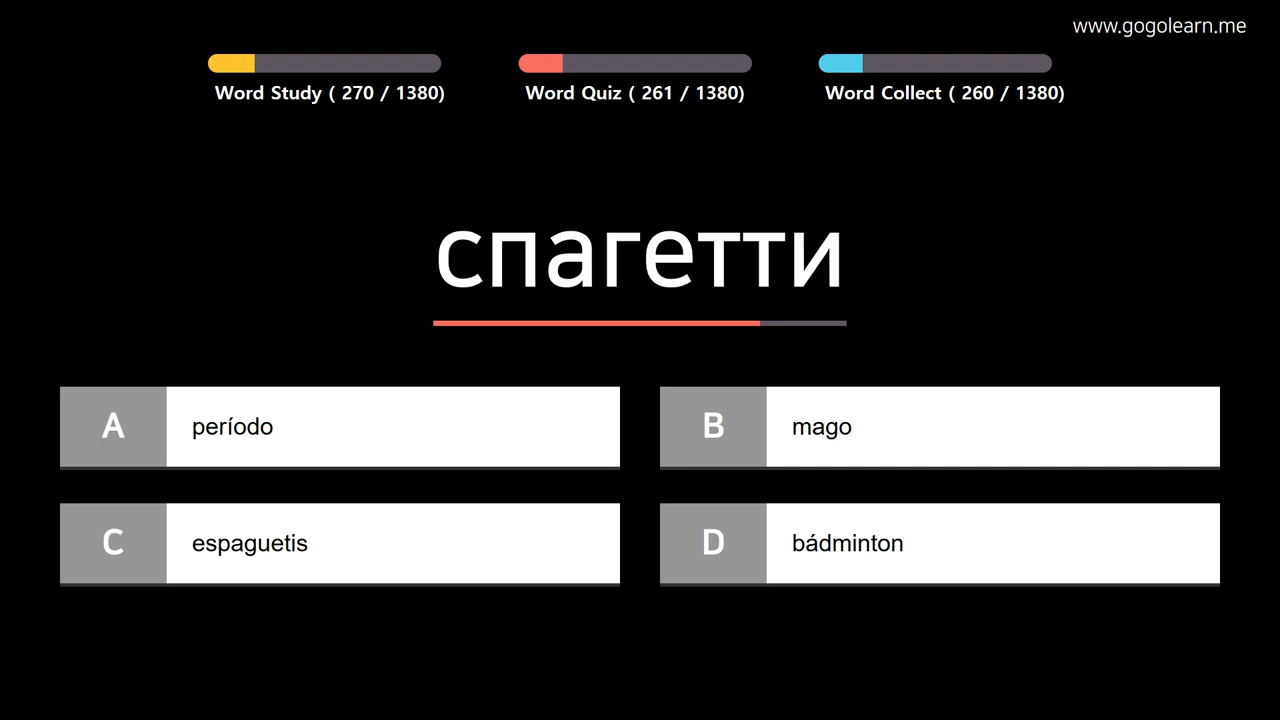 www.gogolearn.me
Word Study ( 270 / 1380)
Word Quiz ( 261 / 1380)
Word Collect ( 260 / 1380)
спагетти
A período
B mago
C espaguetis
D bádminton